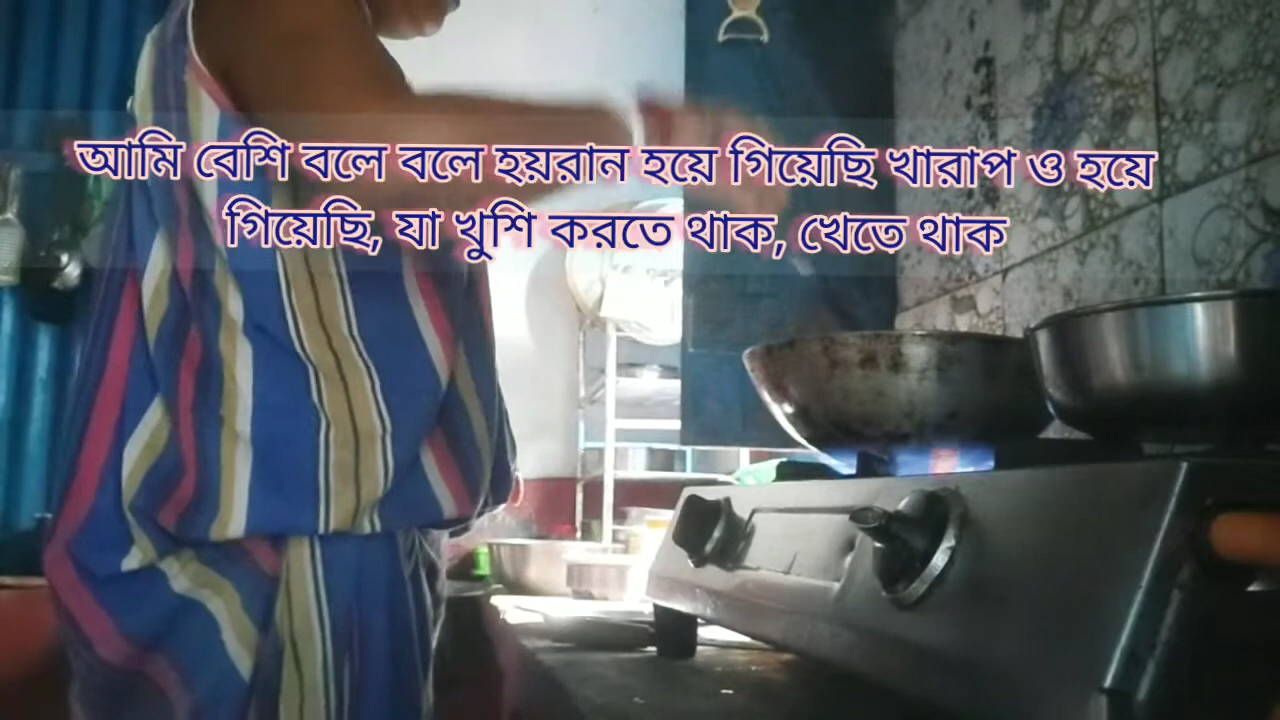 আমি বেশি বলে বলে হয়রান হয়ে গিয়েছি খারাপ ও হয়ে
গিয়েছি, যা খুশি করতে থাক, খেতে থাক